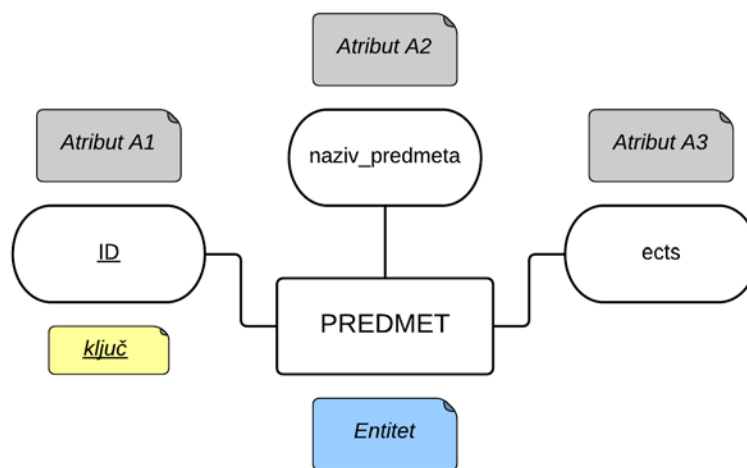 Atribut A2
Atribut A1
naziv_predmeta
Atribut A3
ID
ects
PREDMET
ključ
Entitet